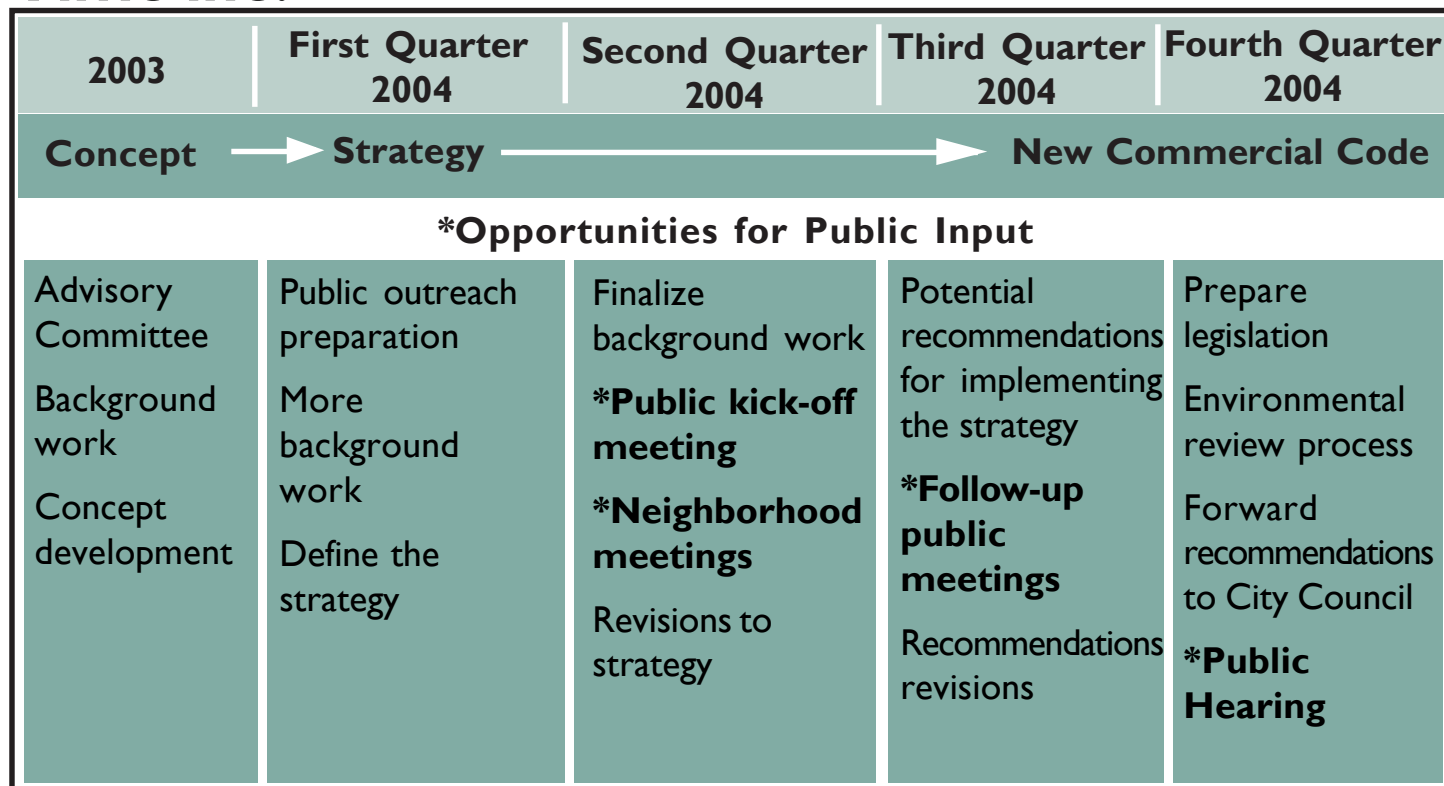 2003
First Quarter
2004
Second Quarter
2004
Third Quarter
2004
Fourth Quarter
2004
Concept
Strategy
New Commercial Code
*Opportunities for Public Input
Advisory
Committee
Background
work
Concept
development
Public outreach
preparation
More
background
work
Define the
strategy
Finalize
background work
*Public kick-off
meeting
*Neighborhood
meetings
Revisions to
strategy
Potential
recommendations
for implementing
the strategy
*Follow-up
public
meetings
Recommendations
revisions
Prepare
legislation
Environmental
review process
Forward
recommendations
to City Council
*Public
Hearing